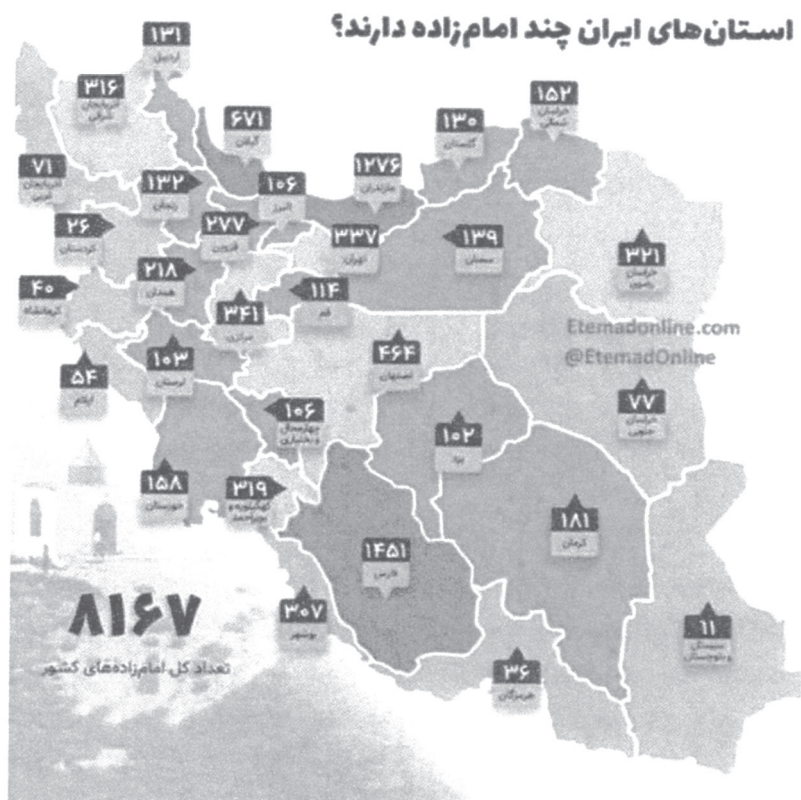 استان‌های ایران چند امام‌زاده دارند؟
۱۳۱
اردبیل
۳۱۶
آذربایجان
شرقی
۶۷۱
گیلان
۱۳۰
گلستان
۱۵۲
خراسان
شمالی
۷۱
آذربایجان
غربی
۱۳۲
زنجان
۱۰۶
البرز
۱۲۷۶
مازندران
۲۶
کردستان
۲۷۷
قزوین
۳۳۷
تهران
۱۳۹
سمنان
۳۲۱
خراسان
رضوی
۴۰
کرمانشاه
۲۱۸
همدان
۳۴۱
مرکزی
۱۱۴
قم
Etemadonline.com
@EtemadOnline
۵۴
ایلام
۱۰۳
لرستان
۴۶۴
اصفهان
۷۷
خراسان
جنوبی
۱۰۶
چهارمحال
و بختیاری
۱۰۲
یزد
۱۵۸
خوزستان
۳۱۹
کهگیلویه و
بویراحمد
۱۸۱
کرمان
۱۴۵۱
فارس
۳۰۷
بوشهر
۱۱
سیستان
و بلوچستان
۳۶
هرمزگان
۸۱۶۷
تعداد کل امام‌زاده‌های کشور